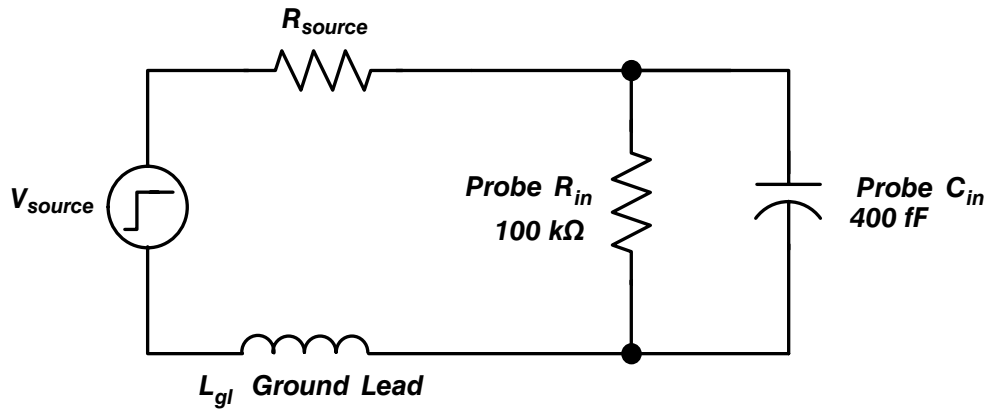 R_source
V_source
Probe R_in
100 kΩ
Probe C_in
400 fF
L_gl Ground Lead